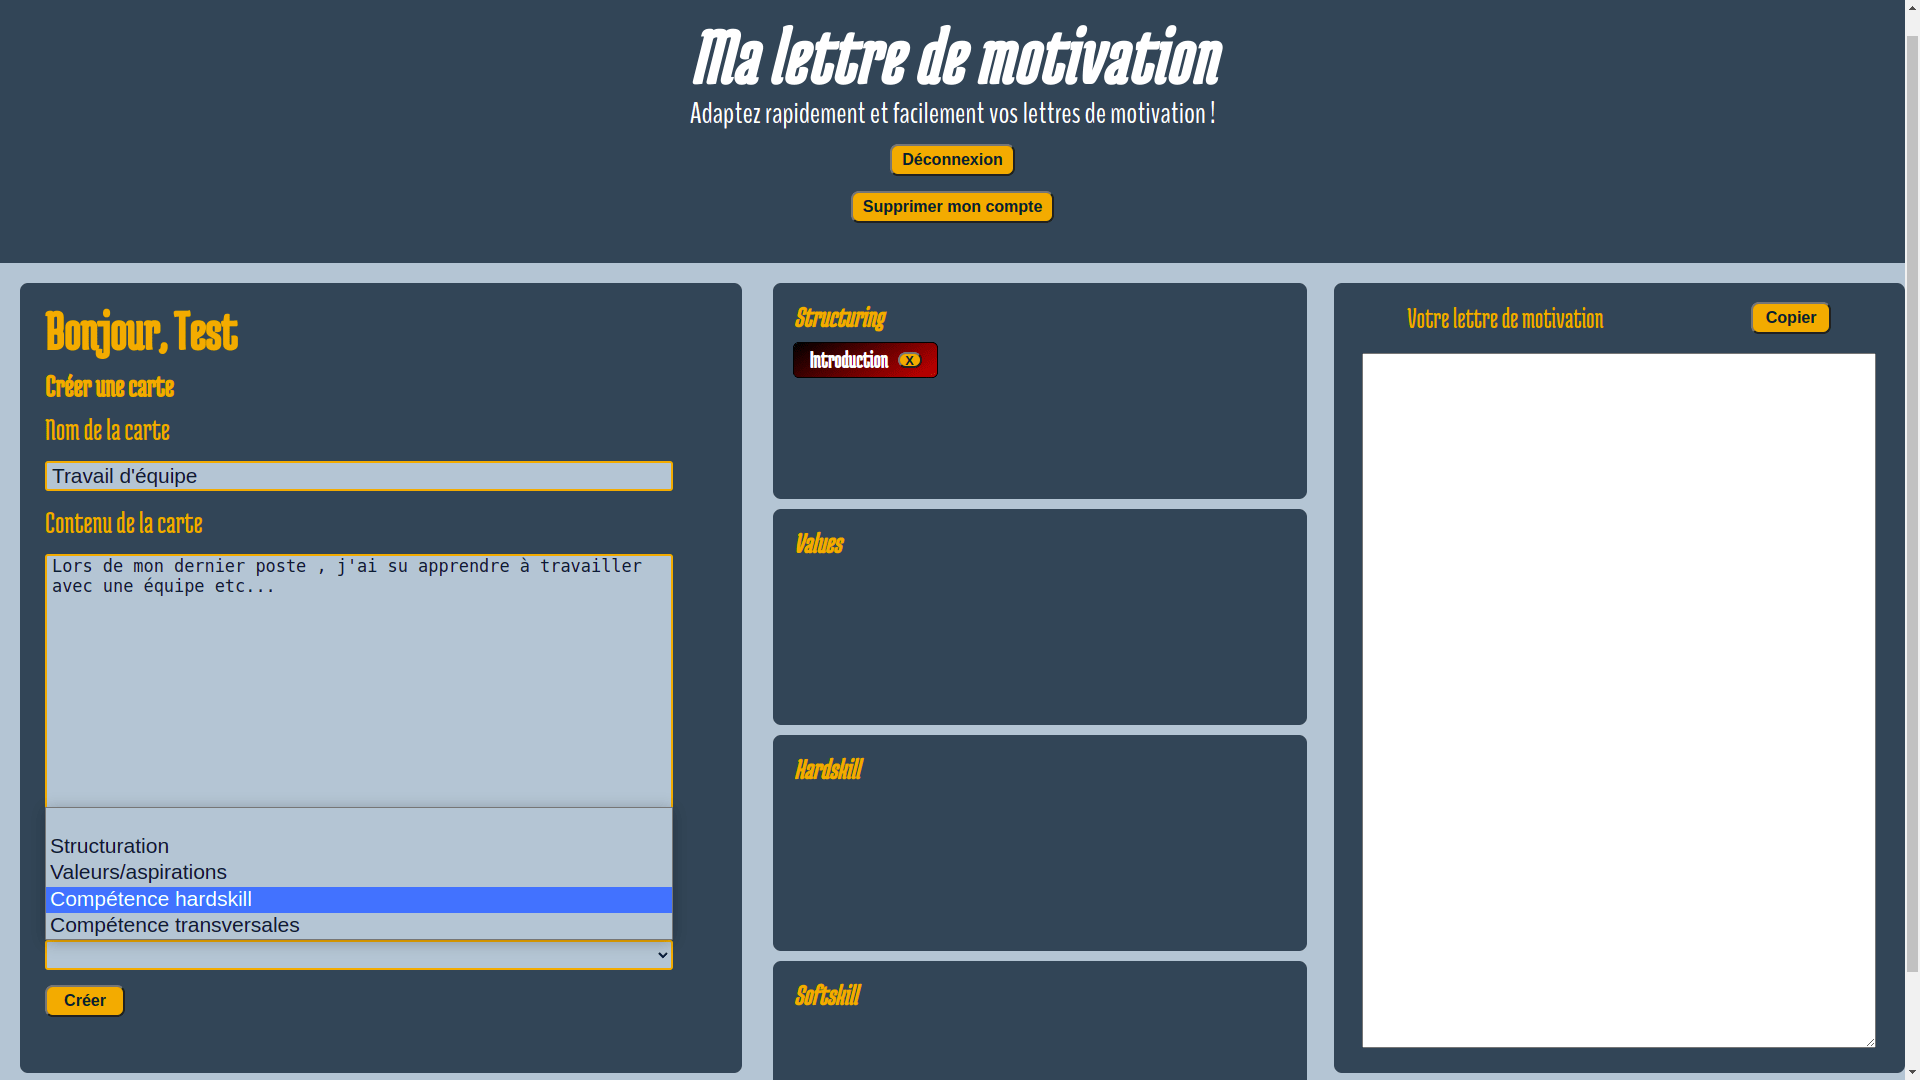 Ma lettre de motivation
Adaptez rapidement et facilement vos lettres de motivation !
Déconnexion
Supprimer mon compte
Bonjour, Test
Créer une carte
Nom de la carte
Travail d'équipe
Contenu de la carte
Lors de mon dernier poste , j'ai su apprendre à travailler
avec une équipe etc...
Structuration
Valeurs/aspirations
Compétence hardskill
Compétence transversales
Créer
Structuring
Introduction X
Values
Hardskill
Softskill
Votre lettre de motivation
Copier